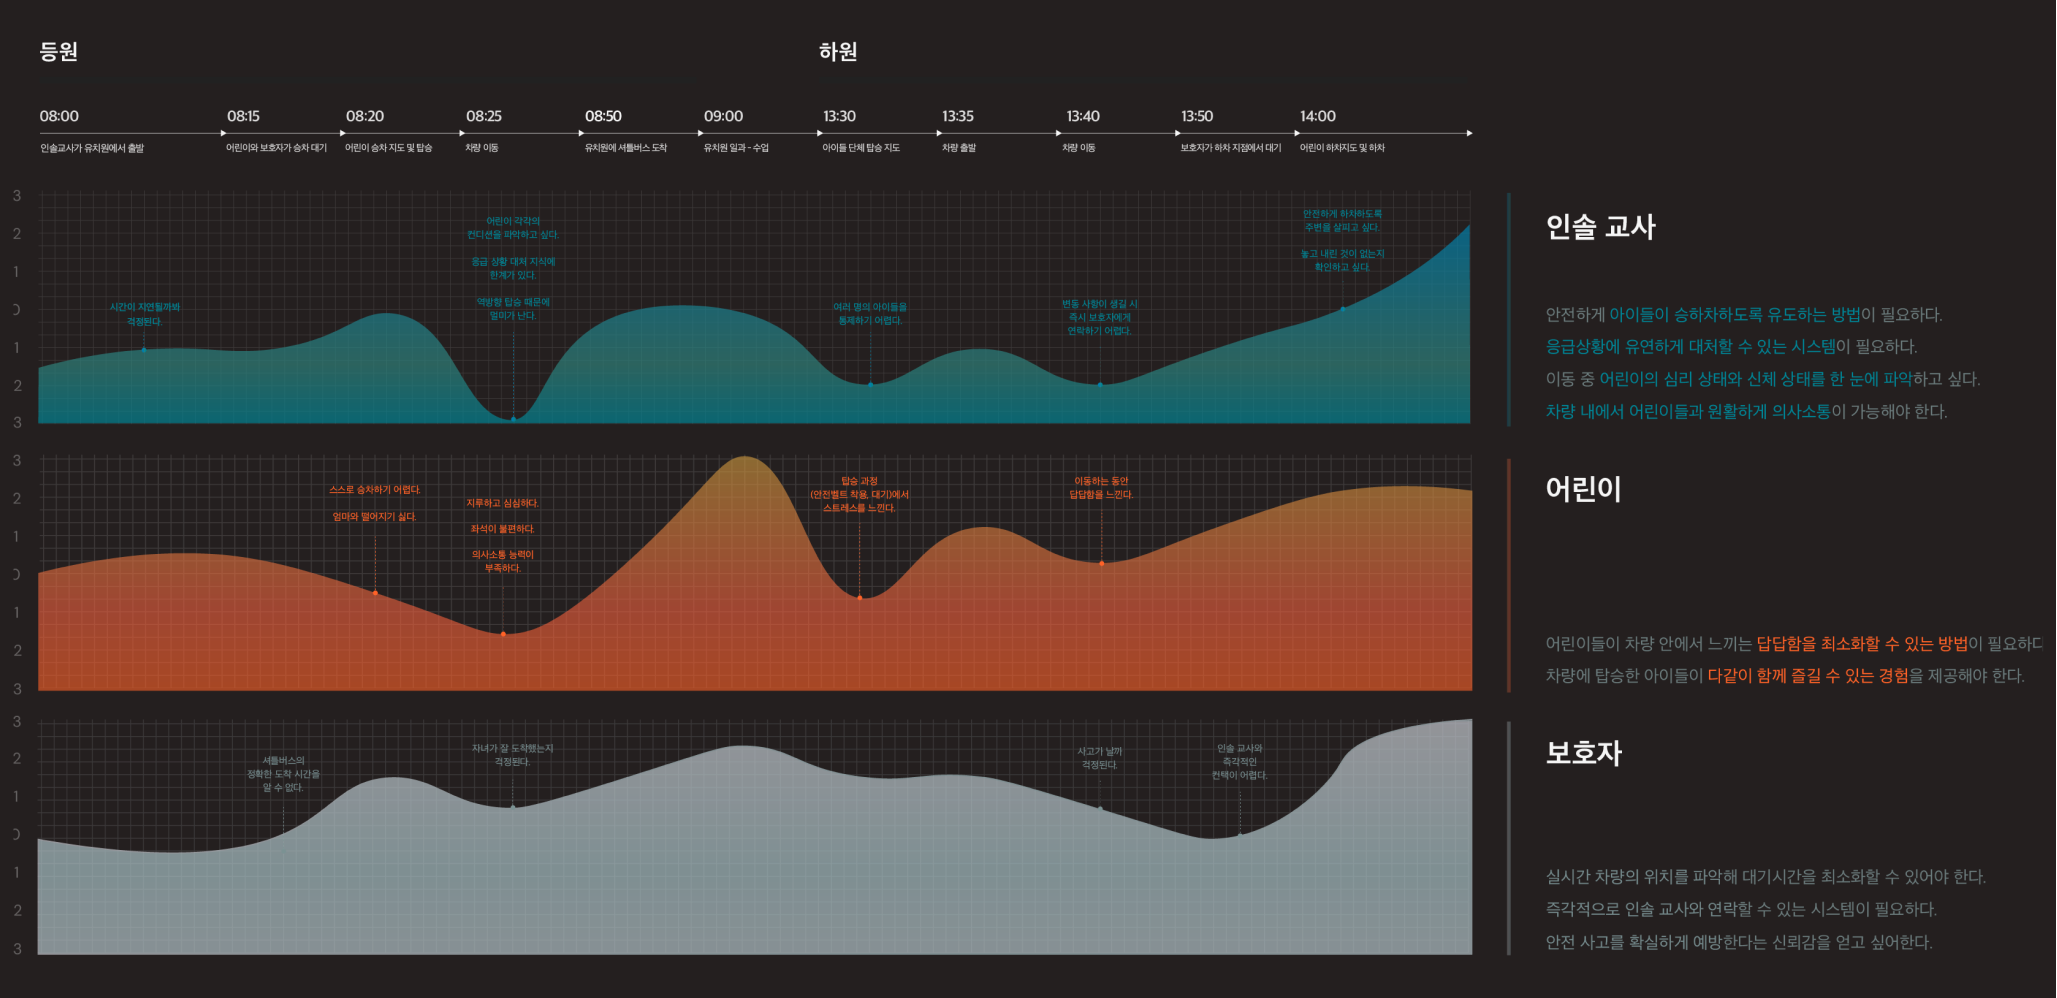 등원
하원
08:00
08:15
08:20
08:25
08:50
09:00
13:30
13:35
13:40
13:50
14:00
인솔교사가 유치원에서 출발
어린이와 보호자가 승차 대기
어린이 승차 지도 및 탑승
차량 이동
유치원에 셔틀버스 도착
유치원 일과 - 수업
아이들 단체 탑승 지도
차량 출발
차량 이동
보호자가 하차 지점에서 대기
어린이 하차지도 및 하차
3
2
1
0
1
2
3
시간이 지연될까봐
걱정된다.
어린이 각각의
컨디션을 파악하고 싶다.
응급 상황 대처 지식에
한계가 있다.
역방향 탑승 때문에
멀미가 난다.
여러 명의 아이들을
통제하기 어렵다.
변동 사항이 생길 시
즉시 보호자에게
연락하기 어렵다.
안전하게 하차하도록
주변을 살피고 싶다.
놓고 내린 것이 없는지
확인하고 싶다.
인솔 교사
안전하게 아이들이 승하차하도록 유도하는 방법이 필요하다.
응급상황에 유연하게 대처할 수 있는 시스템이 필요하다.
이동 중 어린이의 심리 상태와 신체 상태를 한 눈에 파악하고 싶다.
차량 내에서 어린이들과 원활하게 의사소통이 가능해야 한다.
3
2
1
0
1
2
3
스스로 승차하기 어렵다.
엄마와 떨어지기 싫다.
지루하고 심심하다.
좌석이 불편하다.
의사소통 능력이
부족하다.
탑승 과정
(안전벨트 착용, 대기)에서
스트레스를 느낀다.
이동하는 동안
답답함을 느낀다.
어린이
어린이들이 차량 안에서 느끼는 답답함을 최소화할 수 있는 방법이 필요하다
차량에 탑승한 아이들이 다같이 함께 즐길 수 있는 경험을 제공해야 한다.
3
2
1
0
1
2
3
셔틀버스의
정확한 도착 시간을
알 수 없다.
자녀가 잘 도착했는지
걱정된다.
사고가 날까
걱정된다.
인솔 교사와
즉각적인
컨택이 어렵다.
보호자
실시간 차량의 위치를 파악해 대기시간을 최소화할 수 있어야 한다.
즉각적으로 인솔 교사와 연락할 수 있는 시스템이 필요하다.
안전 사고를 확실하게 예방한다는 신뢰감을 얻고 싶어한다.